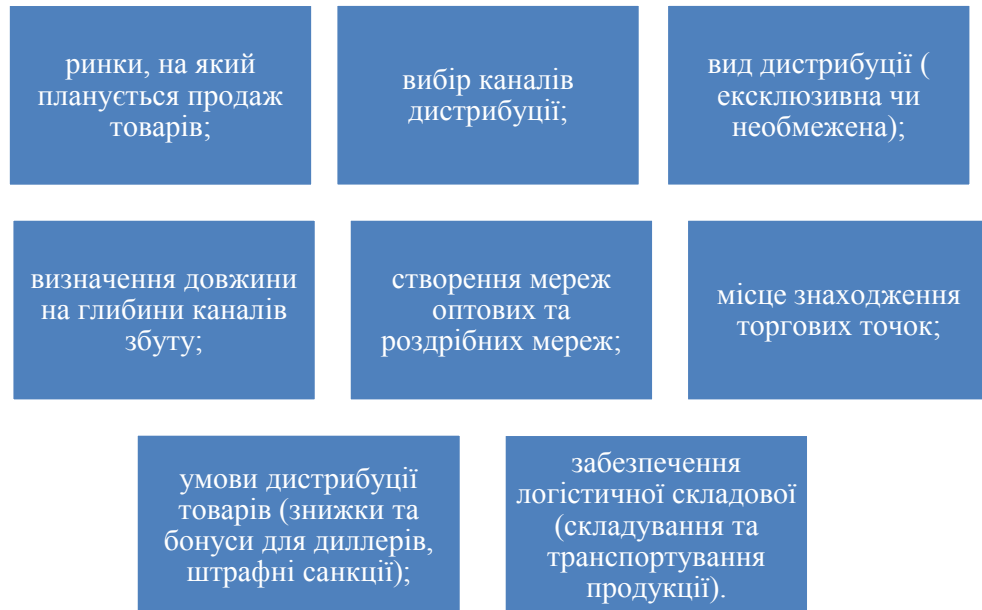 ринки, на який
планується продаж
товарів;
вибір каналів
дистрибуції;
вид дистрибуції (
ексклюзивна чи
необмежена);
визначення довжини
на глибини каналів
збуту;
створення мереж
оптових та
роздрібних мереж;
місце знаходження
торгових точок;
умови дистрибуції
товарів (знижки та
бонуси для диллерів,
штрафні санкції);
забезпечення
логістичної складової
(складування та
транспортування
продукції).